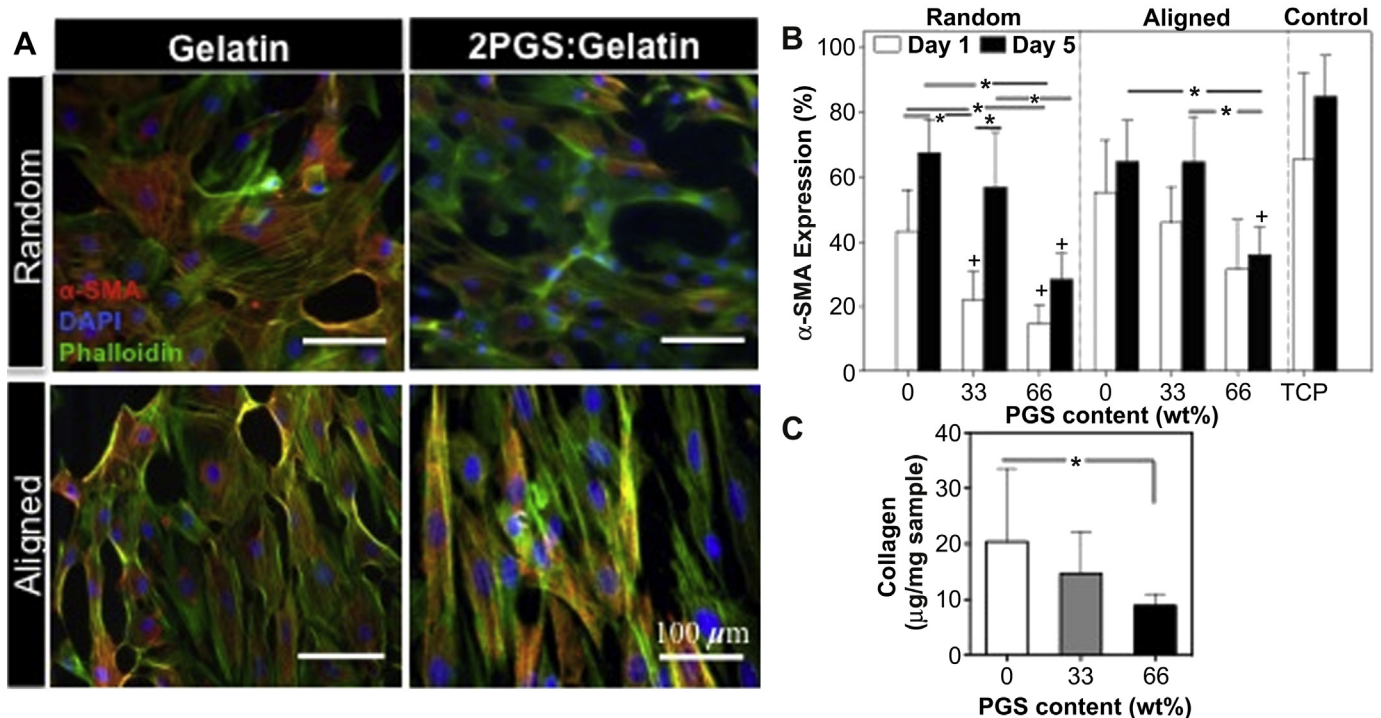 A
Gelatin
2PGS:Gelatin
Random
α-SMA
DAPI
Phalloidin
Aligned
100 µm
B
Random
Aligned
Control
Day 1
Day 5
α-SMA Expression (%)
100
80
60
40
20
0
*
*
*
*
*
*
*
+
+
+
+
0 33 66 0 33 66 TCP
PGS content (wt%)
C
Collagen
(µg/mg sample)
40
30
20
10
0
*
0 33 66
PGS content (wt%)